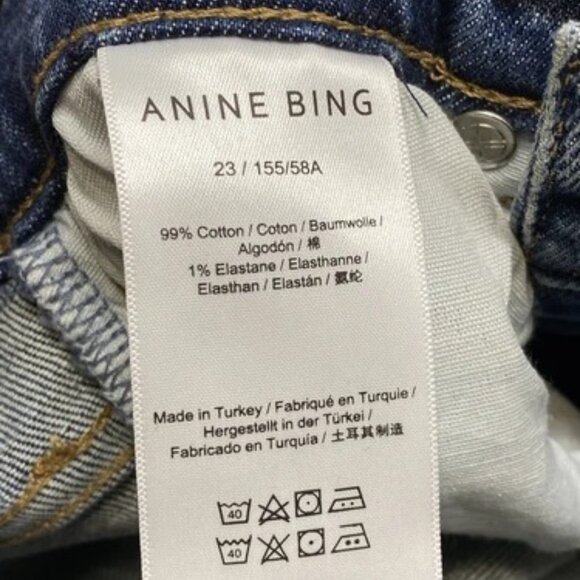 ANINE BING
23 / 155/58A
99% Cotton / Coton / Baumwolle /
Algodón / 棉
1% Elastane / Elasthanne /
Elasthan / Elastán / 氨纶
Made in Turkey / Fabriqué en Turquie /
Hergestellt in der Türkei /
Fabricado en Turquía / 土耳其制造
40
40